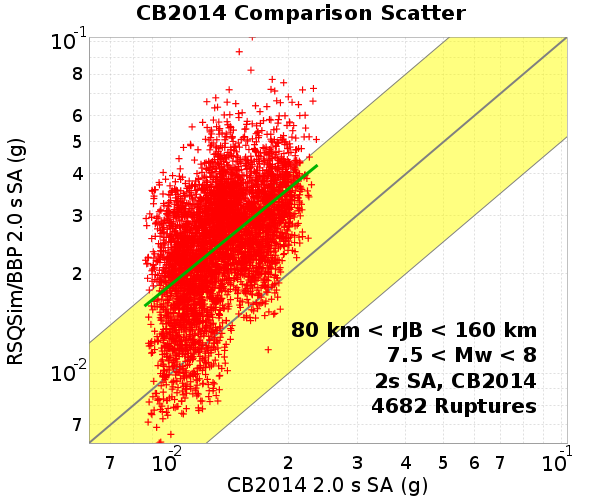 CB2014 Comparison Scatter
RSQSim/BBP 2.0 s SA (g)
10-1
8
6
5
4
3
2
10-2
7
80 km < rJB < 160 km
7.5 < Mw < 8
2s SA, CB2014
4682 Ruptures
7 10-2 2 3 4 5 6 7 10-1
CB2014 2.0 s SA (g)